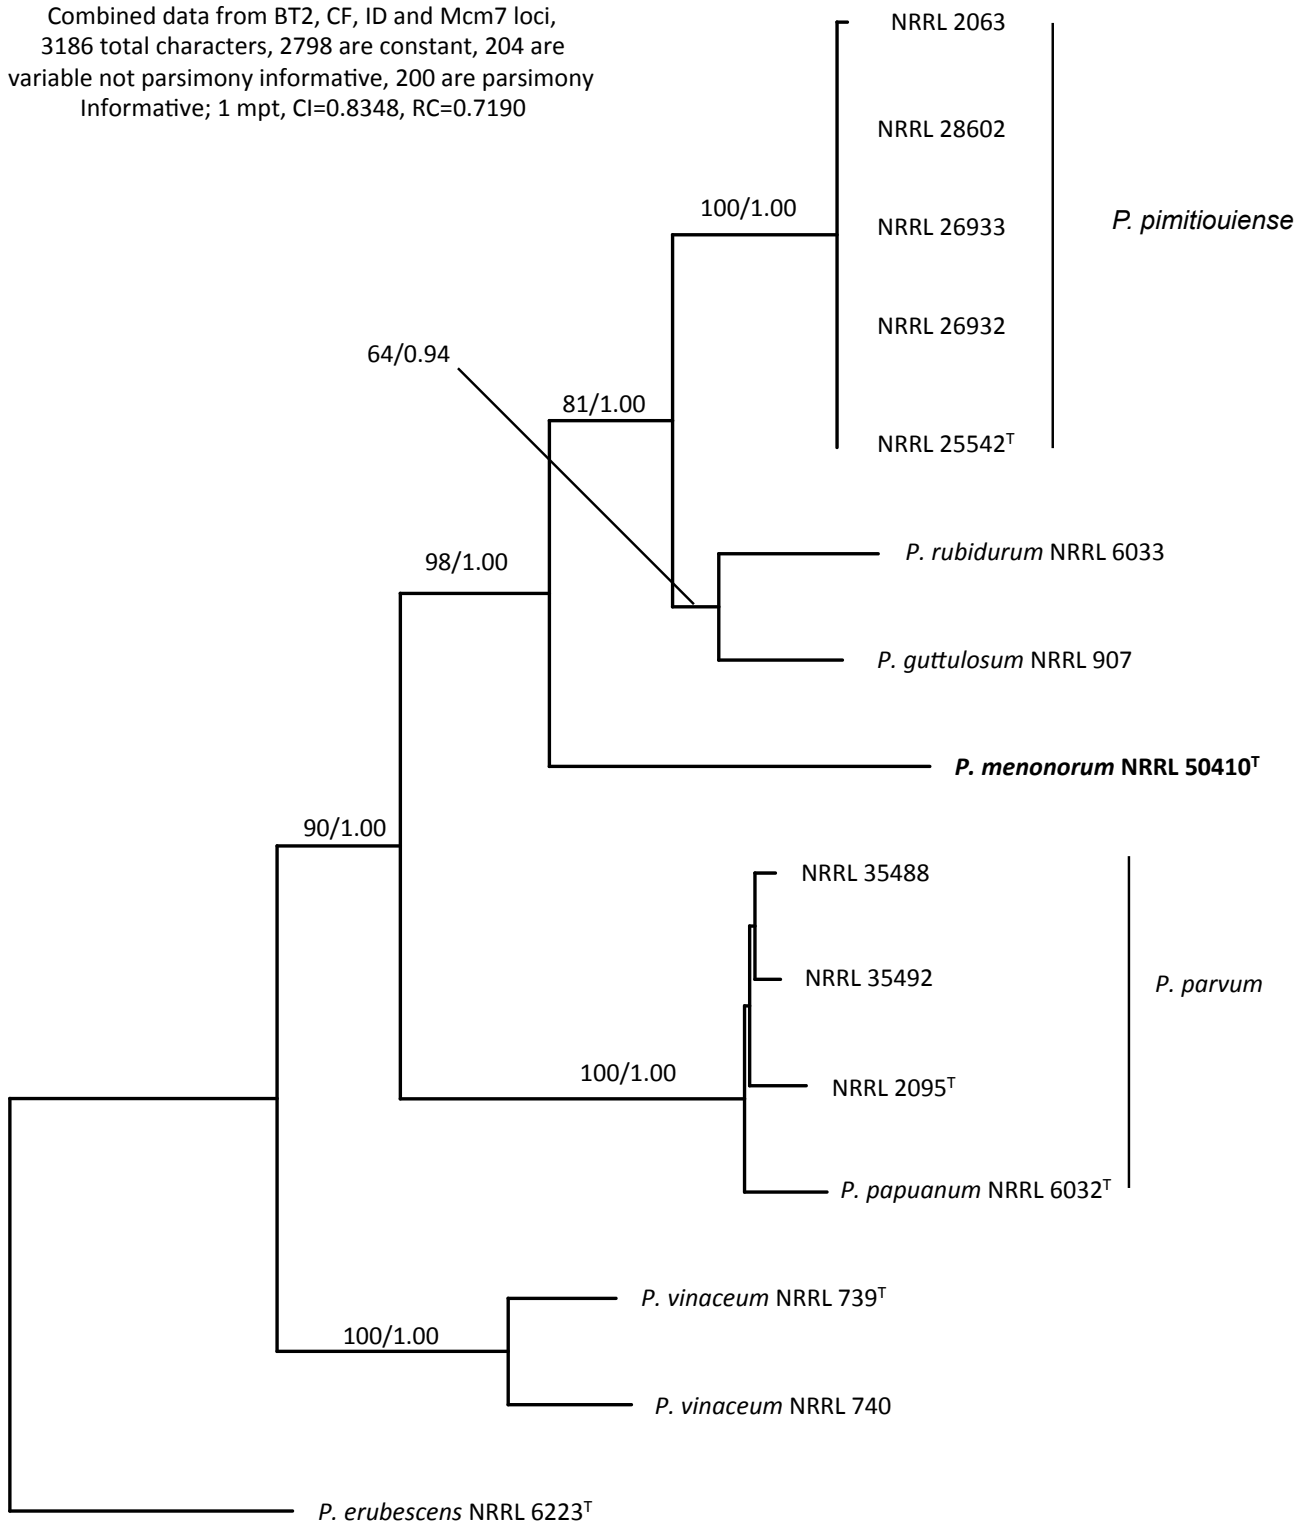 Combined data from BT2, CF, ID and Mcm7 loci,
3186 total characters, 2798 are constant, 204 are
variable not parsimony informative, 200 are parsimony
Informative; 1 mpt, CI=0.8348, RC=0.7190
NRRL 2063
NRRL 28602
100/1.00
P. pimitiouiense
NRRL 26933
NRRL 26932
64/0.94
81/1.00
NRRL 25542ᵀ
P. rubidurum NRRL 6033
98/1.00
P. guttulosum NRRL 907
P. menonorum NRRL 50410ᵀ
90/1.00
NRRL 35488
NRRL 35492
P. parvum
100/1.00
NRRL 2095ᵀ
P. papuanum NRRL 6032ᵀ
P. vinaceum NRRL 739ᵀ
100/1.00
P. vinaceum NRRL 740
P. erubescens NRRL 6223ᵀ